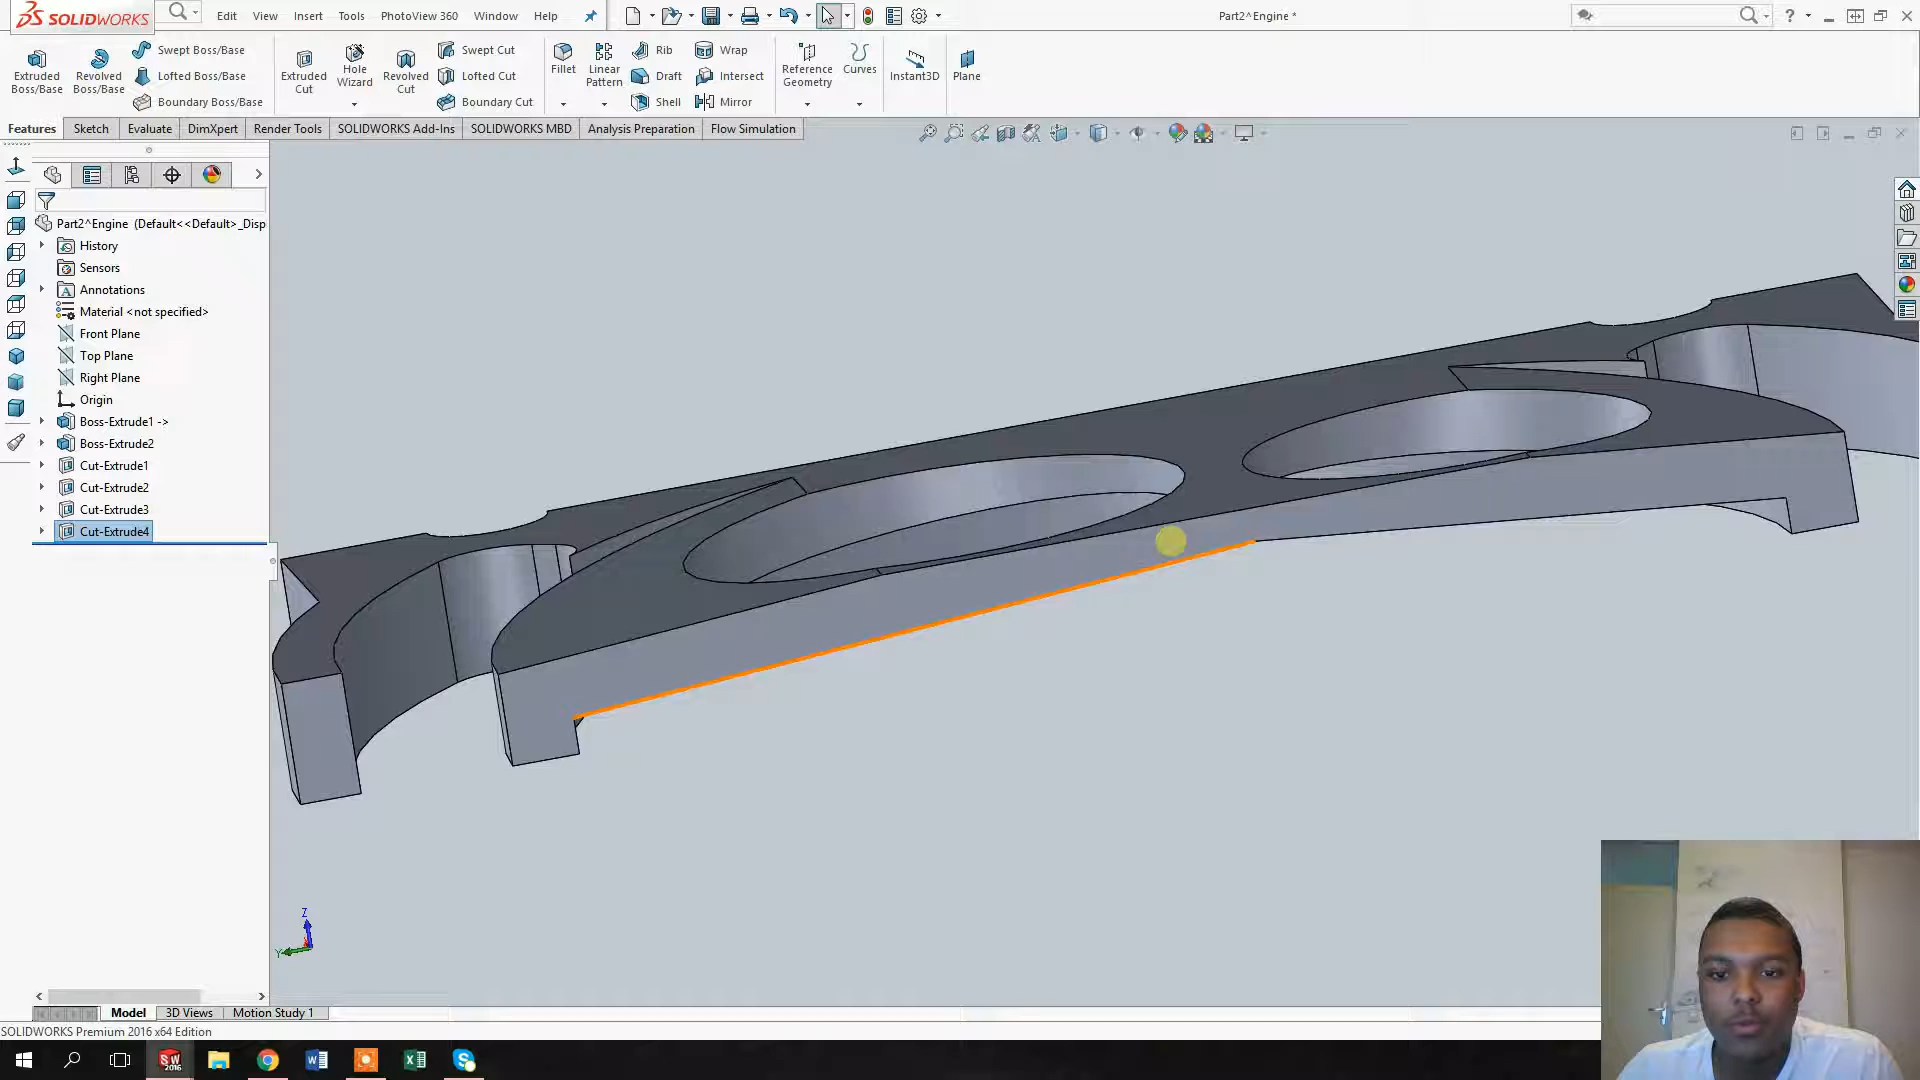 SOLIDWORKS
Edit View Insert Tools PhotoView 360 Window Help
Part2^Engine *
Extruded Boss/Base
Revolved Boss/Base
Swept Boss/Base
Lofted Boss/Base
Boundary Boss/Base
Extruded Cut
Hole Wizard
Revolved Cut
Swept Cut
Lofted Cut
Boundary Cut
Fillet
Linear Pattern
Rib
Draft
Shell
Wrap
Intersect
Mirror
Reference Geometry
Curves
Instant3D
Plane
Features Sketch Evaluate DimXpert Render Tools SOLIDWORKS Add-Ins SOLIDWORKS MBD Analysis Preparation Flow Simulation
Part2^Engine (Default<<Default>_Disp
History
Sensors
A Annotations
Material <not specified>
Front Plane
Top Plane
Right Plane
Origin
Boss-Extrude1 ->
Boss-Extrude2
Cut-Extrude1
Cut-Extrude2
Cut-Extrude3
Cut-Extrude4
Z
Y
Model 3D Views Motion Study 1
SOLIDWORKS Premium 2016 x64 Edition
SW 2016